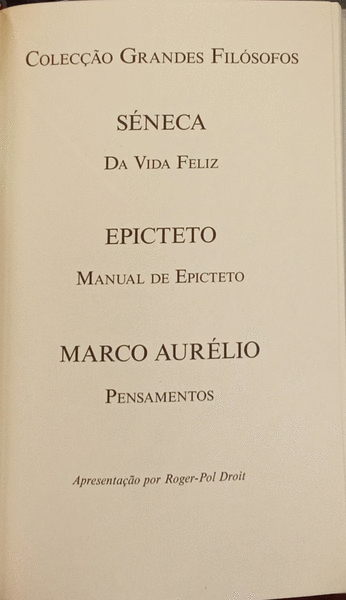 COLECÇÃO GRANDES FILÓSOFOS
SÉNECA
DA VIDA FELIZ
EPICTETO
MANUAL DE EPICTETO
MARCO AURÉLIO
PENSAMENTOS
Apresentação por Roger-Pol Droit